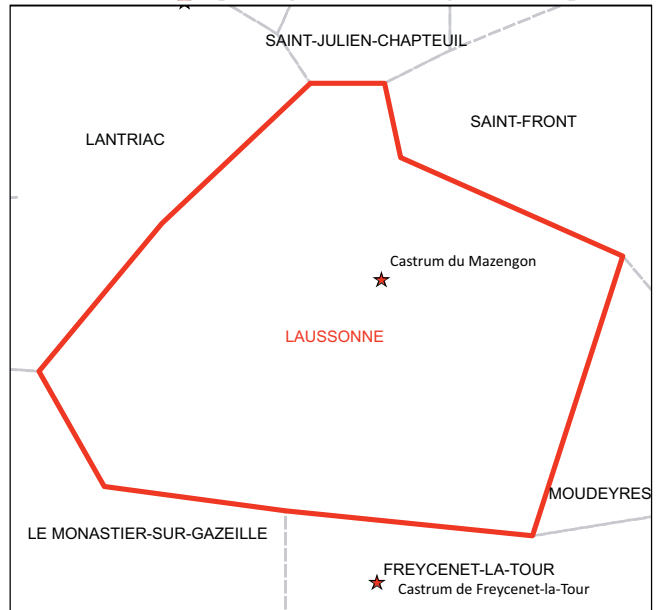 SAINT-JULIEN-CHAPTEUIL
SAINT-FRONT
LANTRIAC
Castrum du Mazengon
LAUSSONNE
MOUDEYRES
LE MONASTIER-SUR-GAZEILLE
FREYCENET-LA-TOUR
Castrum de Freycenet-la-Tour